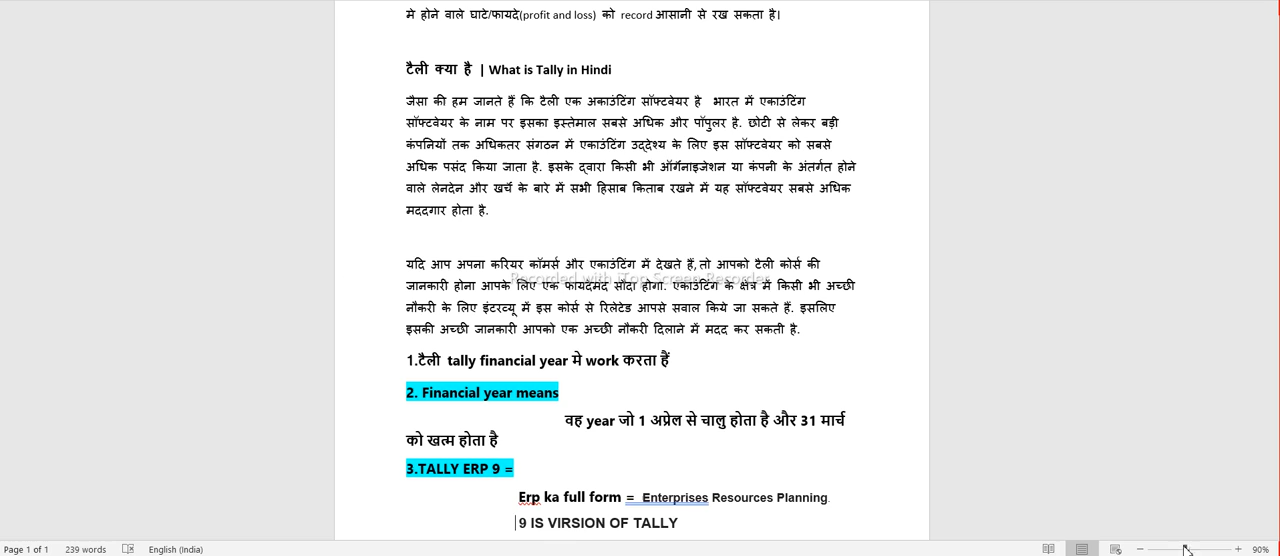 मे होने वाले घाटे/फायदे(profit and loss) को record आसानी से रख सकता है।
टैली क्या है | What is Tally in Hindi
जैसा की हम जानते हैं कि टैली एक अकाउंटिंग सॉफ्टवेयर है भारत में एकाउंटिंग
सॉफ्टवेयर के नाम पर इसका इस्तेमाल सबसे अधिक और पॉपुलर है. छोटी से लेकर बड़ी
कंपनियों तक अधिकतर संगठन में एकाउंटिंग उद्देश्य के लिए इस सॉफ्टवेयर को सबसे
अधिक पसंद किया जाता है. इसके द्वारा किसी भी ऑर्गनाइजेशन या कंपनी के अंतर्गत होने
वाले लेनदेन और खर्चे के बारे में सभी हिसाब किताब रखने में यह सॉफ्टवेयर सबसे अधिक
मददगार होता है.
यदि आप अपना करियर कॉमर्स और एकाउंटिंग में देखते हैं, तो आपको टैली कोर्स की
Recorded with iTop Screen Recorder
जानकारी होना आपके लिए एक फायदेमंद सौदा होगा. एकाउंटिंग के क्षेत्र में किसी भी अच्छी
नौकरी के लिए इंटरव्यू में इस कोर्स से रिलेटेड आपसे सवाल किये जा सकते हैं. इसलिए
इसकी अच्छी जानकारी आपको एक अच्छी नौकरी दिलाने में मदद कर सकती है.
1.टैली tally financial year मे work करता हैं
2. Financial year means
वह year जो 1 अप्रेल से चालु होता है और 31 मार्च
को खत्म होता है
3.TALLY ERP 9 =
Erp ka full form = Enterprises Resources Planning.
9 IS VIRSION OF TALLY
Page 1 of 1 239 words English (India) 90%